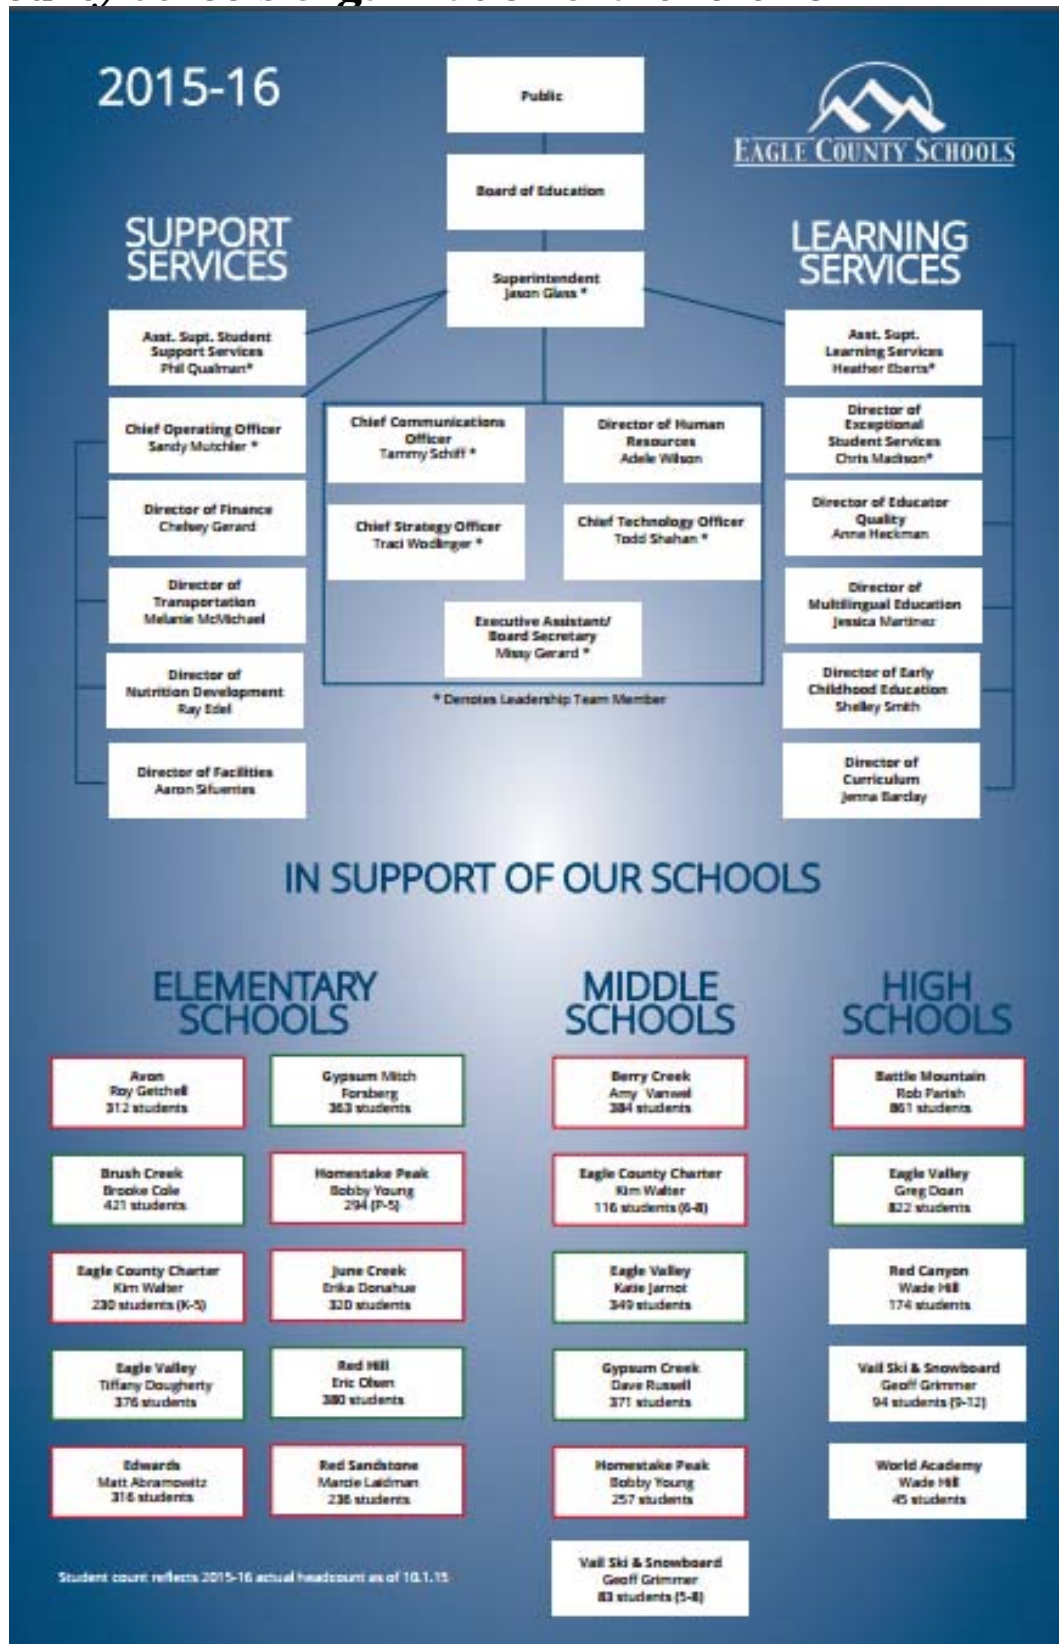 2015-16
EAGLE COUNTY SCHOOLS
Public
Board of Education
Superintendent
Jason Glass *
SUPPORT
SERVICES
Asst. Supt. Student
Support Services
Phil Qualman*
Chief Operating Officer
Sandy Mutchler *
Director of Finance
Chelsey Gerard
Director of
Transportation
Melanie McMichael
Director of
Nutrition Development
Ray Edel
Director of Facilities
Aaron Sifuentes
Chief Communications
Officer
Tammy Schiff *
Director of Human
Resources
Adele Wilson
Chief Strategy Officer
Traci Wodlinger *
Chief Technology Officer
Todd Shahan *
Executive Assistant/
Board Secretary
Missy Gerard *
* Denotes Leadership Team Member
LEARNING
SERVICES
Asst. Supt.
Learning Services
Heather Eberts*
Director of
Exceptional
Student Services
Chris Madison*
Director of Educator
Quality
Anne Heckman
Director of
Multilingual Education
Jessica Martinez
Director of Early
Childhood Education
Shelley Smith
Director of
Curriculum
Jenna Barclay
IN SUPPORT OF OUR SCHOOLS
ELEMENTARY
SCHOOLS
Avon
Roy Getchell
312 students
Gypsum Mitch
Forsberg
363 students
Brush Creek
Brooke Cole
421 students
Homestake Peak
Bobby Young
294 (P-5)
Eagle County Charter
Kim Walter
230 students (K-5)
June Creek
Erika Donahue
320 students
Eagle Valley
Tiffany Dougherty
376 students
Red Hill
Eric Olsen
380 students
Edwards
Matt Abramowitz
316 students
Red Sandstone
Marcie Laidman
236 students
MIDDLE
SCHOOLS
Berry Creek
Amy Vanwel
384 students
Eagle County Charter
Kim Walter
116 students (6-8)
Eagle Valley
Katie Jarnot
349 students
Gypsum Creek
Dave Russell
371 students
Homestake Peak
Bobby Young
257 students
Vail Ski & Snowboard
Geoff Grimmer
83 students (5-8)
HIGH
SCHOOLS
Battle Mountain
Rob Parish
861 students
Eagle Valley
Greg Doan
822 students
Red Canyon
Wade Hill
174 students
Vail Ski & Snowboard
Geoff Grimmer
94 students (9-12)
World Academy
Wade Hill
45 students
Student count reflects 2015-16 actual headcount as of 10.1.15